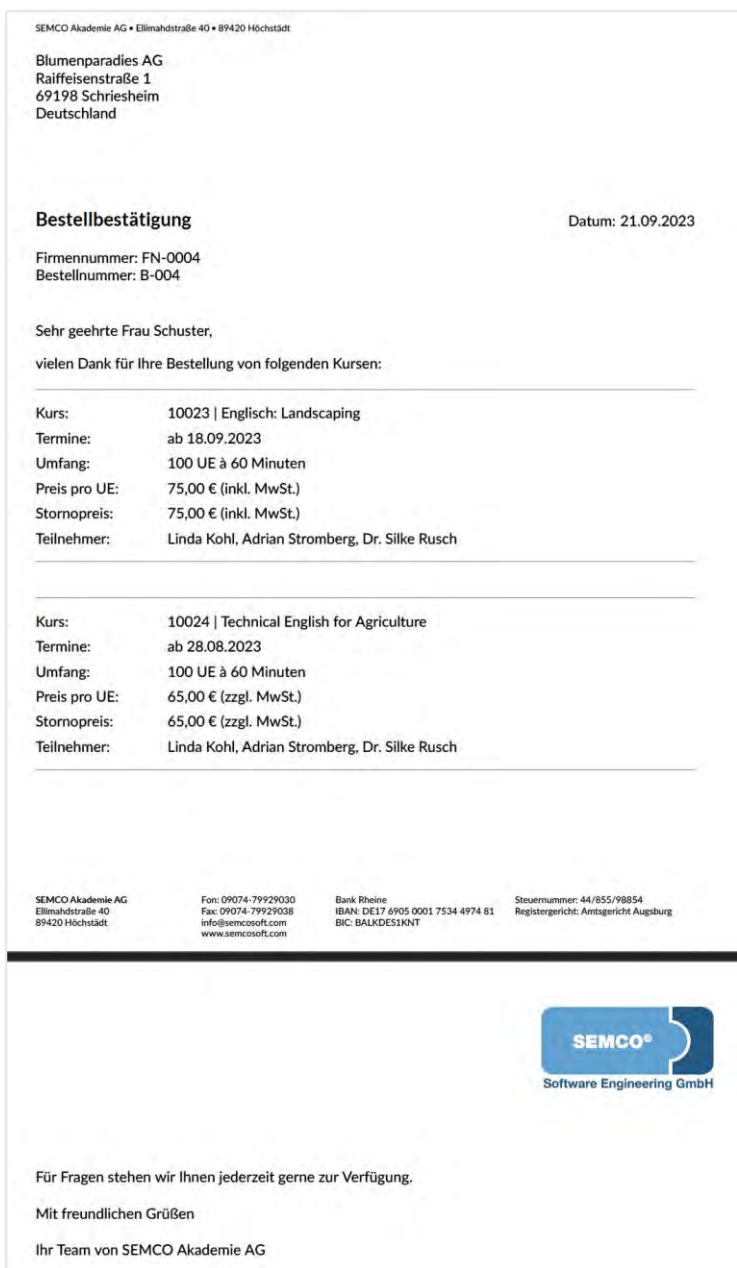 SEMCO Akademie AG • Ellimahdstraße 40 • 89420 Höchstädt
Blumenparadies AG
Raiffeisenstraße 1
69198 Schriesheim
Deutschland
Bestellbestätigung
Datum: 21.09.2023
Firmennummer: FN-0004
Bestellnummer: B-004
Sehr geehrte Frau Schuster,
vielen Dank für Ihre Bestellung von folgenden Kursen:
Kurs: 10023 | Englisch: Landscaping
Termine: ab 18.09.2023
Umfang: 100 UE à 60 Minuten
Preis pro UE: 75,00 € (inkl. MwSt.)
Stornopreis: 75,00 € (inkl. MwSt.)
Teilnehmer: Linda Kohl, Adrian Stromberg, Dr. Silke Rusch
Kurs: 10024 | Technical English for Agriculture
Termine: ab 28.08.2023
Umfang: 100 UE à 60 Minuten
Preis pro UE: 65,00 € (zzgl. MwSt.)
Stornopreis: 65,00 € (zzgl. MwSt.)
Teilnehmer: Linda Kohl, Adrian Stromberg, Dr. Silke Rusch
SEMCO Akademie AG
Ellimahdstraße 40
89420 Höchstädt
Fon: 09074-79929030
Fax: 09074-79929038
info@semcosoft.com
www.semcosoft.com
Bank Rheine
IBAN: DE17 6905 0001 7534 4974 81
BIC: BALKDES1KNT
Steuernummer: 44/855/98854
Registergericht: Amtsgericht Augsburg
SEMCO®
Software Engineering GmbH
Für Fragen stehen wir Ihnen jederzeit gerne zur Verfügung.
Mit freundlichen Grüßen
Ihr Team von SEMCO Akademie AG